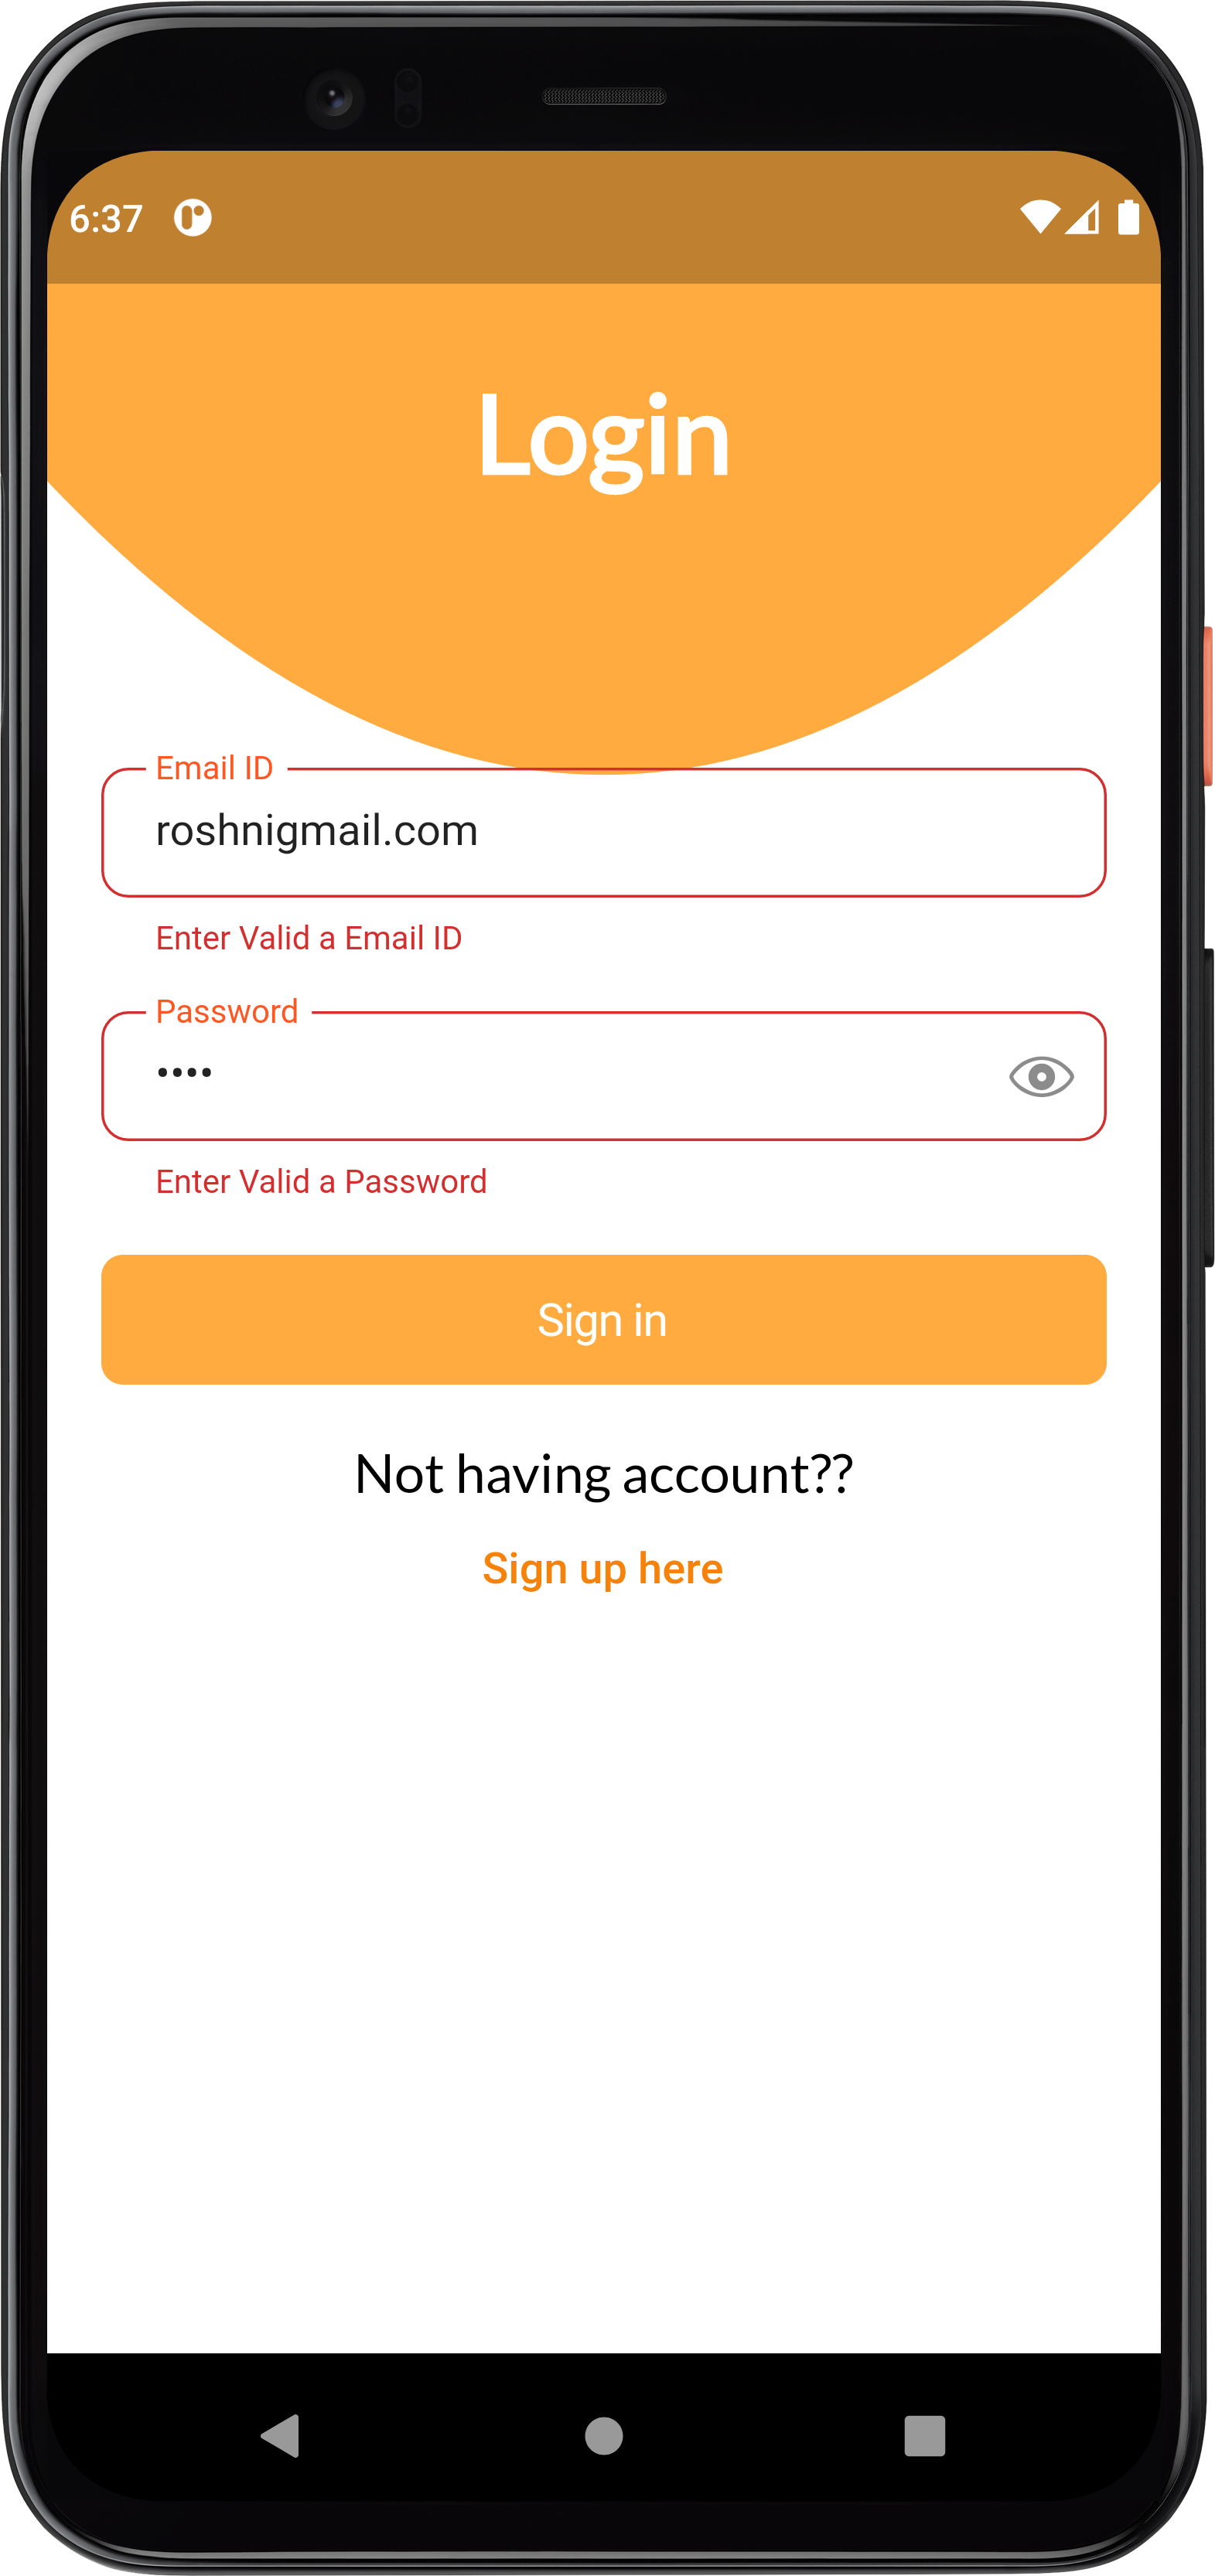 6:37
Login
Email ID
roshnigmail.com
Enter Valid a Email ID
Password
••••
Enter Valid a Password
Sign in
Not having account??
Sign up here